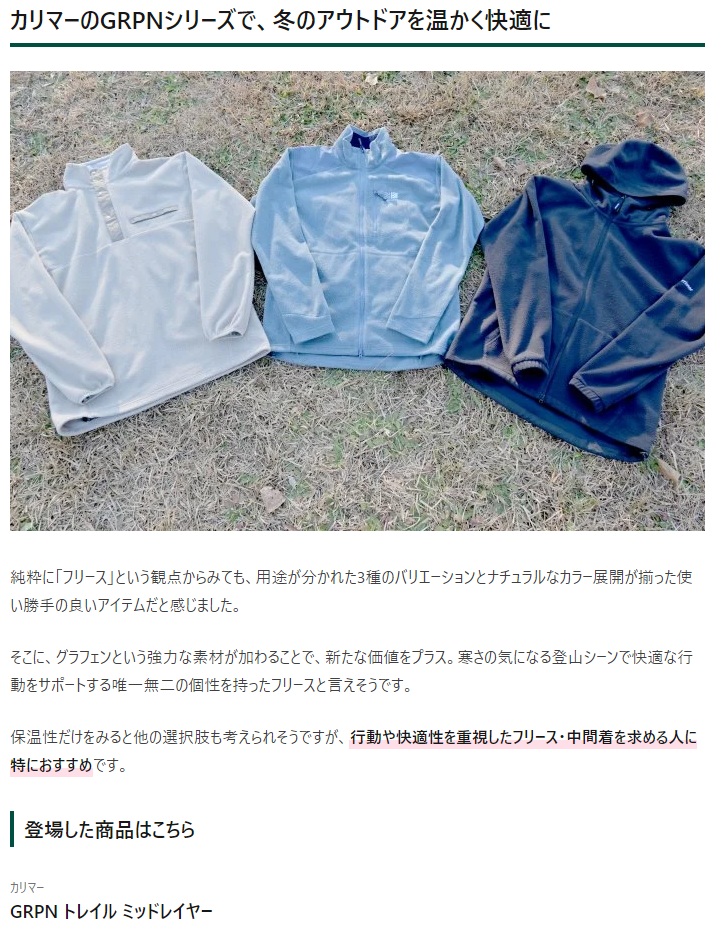 カリマーのGRPNシリーズで、冬のアウトドアを温かく快適に
純粋に「フリース」という観点からみても、用途が分かれた3種のバリエーションとナチュラルなカラー展開が揃った使
い勝手の良いアイテムだと感じました。
そこに、グラフェンという強力な素材が加わることで、新たな価値をプラス。寒さの気になる登山シーンで快適な行
動をサポートする唯一無二の個性を持ったフリースと言えそうです。
保温性だけをみると他の選択肢も考えられそうですが、行動や快適性を重視したフリース・中間着を求める人に
特におすすめです。
登場した商品はこちら
カリマー
GRPN トレイル ミッドレイヤー